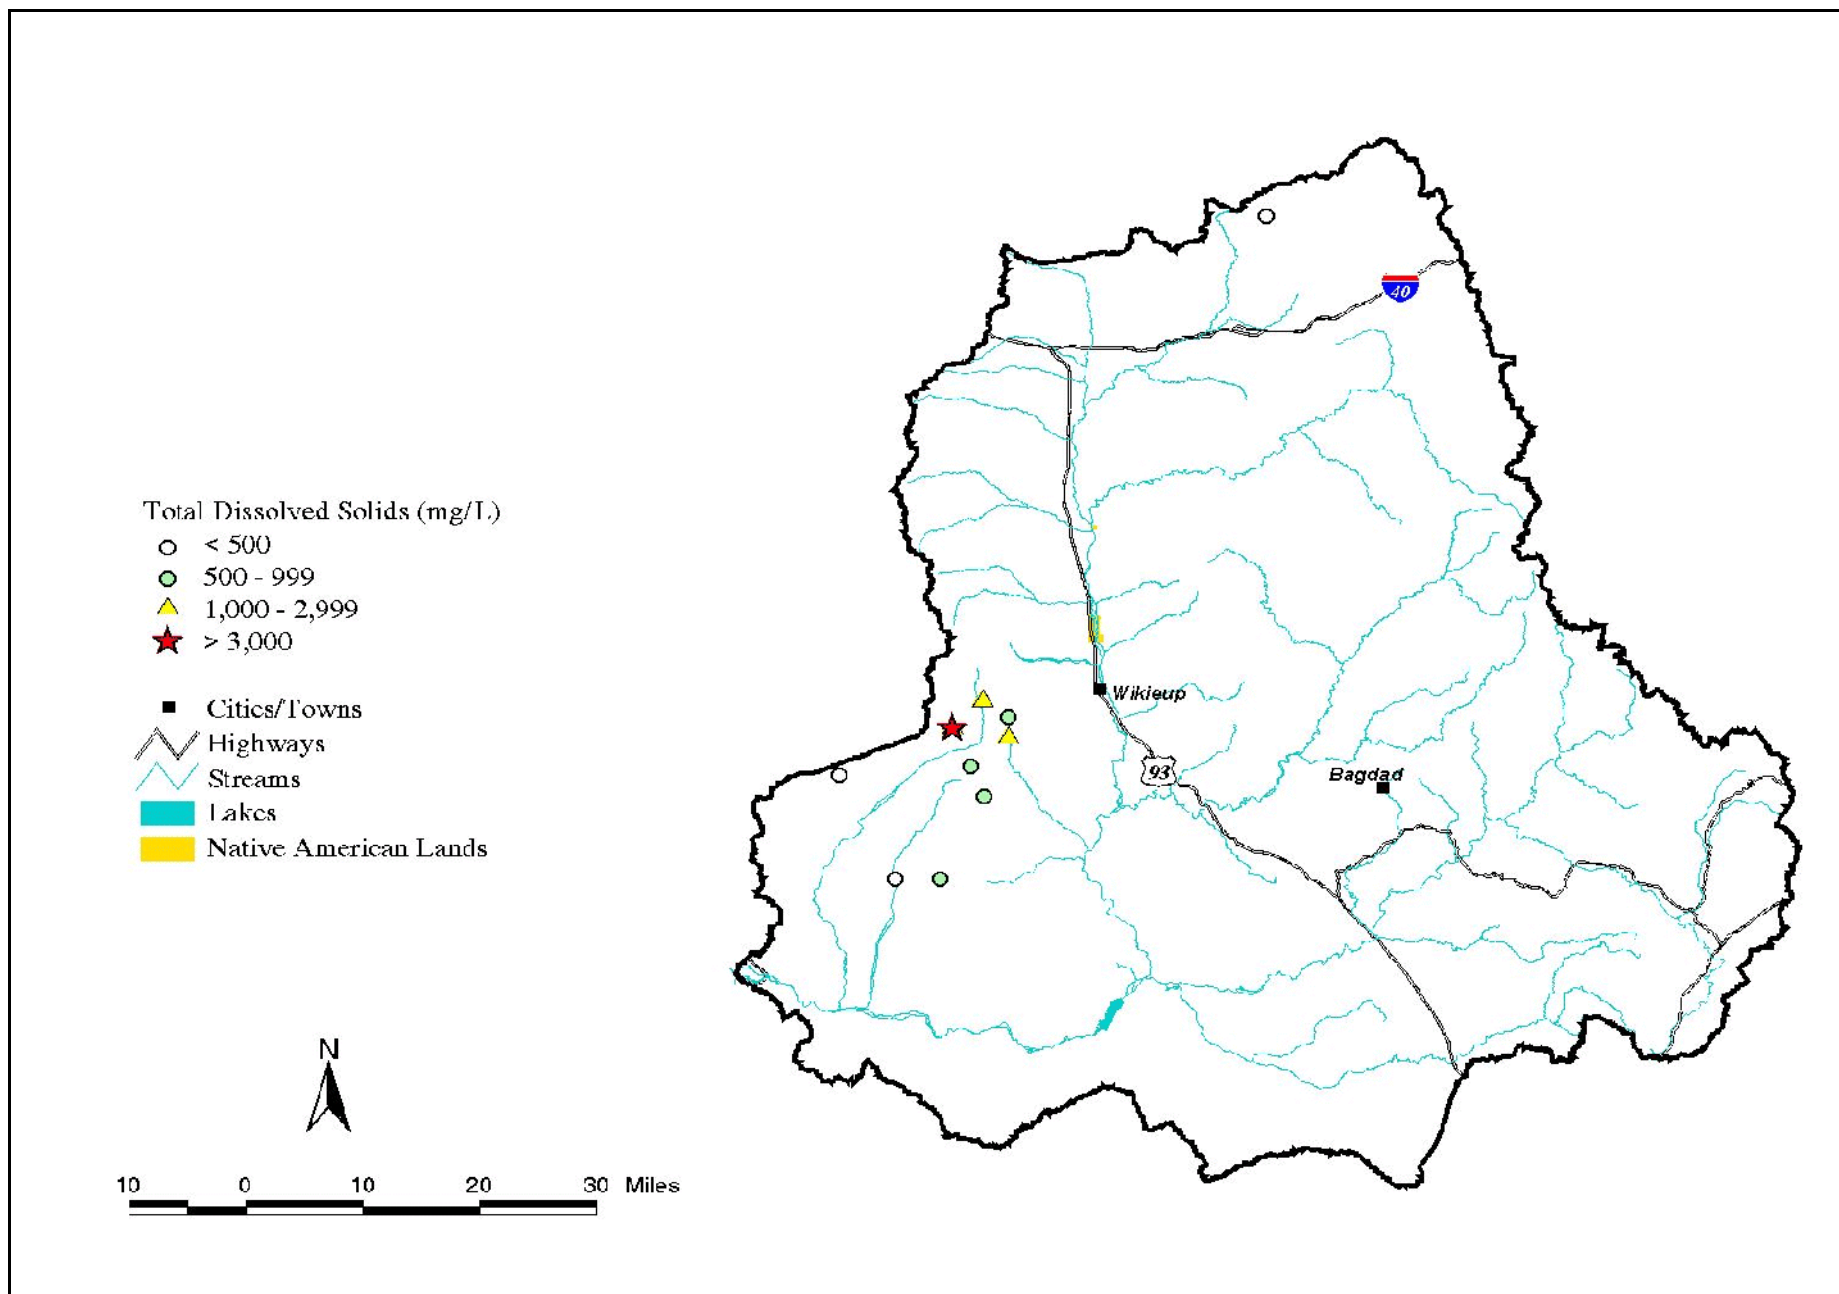 40
Total Dissolved Solids (mg/L)
< 500
500 - 999
1,000 - 2,999
> 3,000
Wikieup
Cities/Towns
Highways
Streams
Lakes
Native American Lands
93
Bagdad
N
10 0 10 20 30 Miles